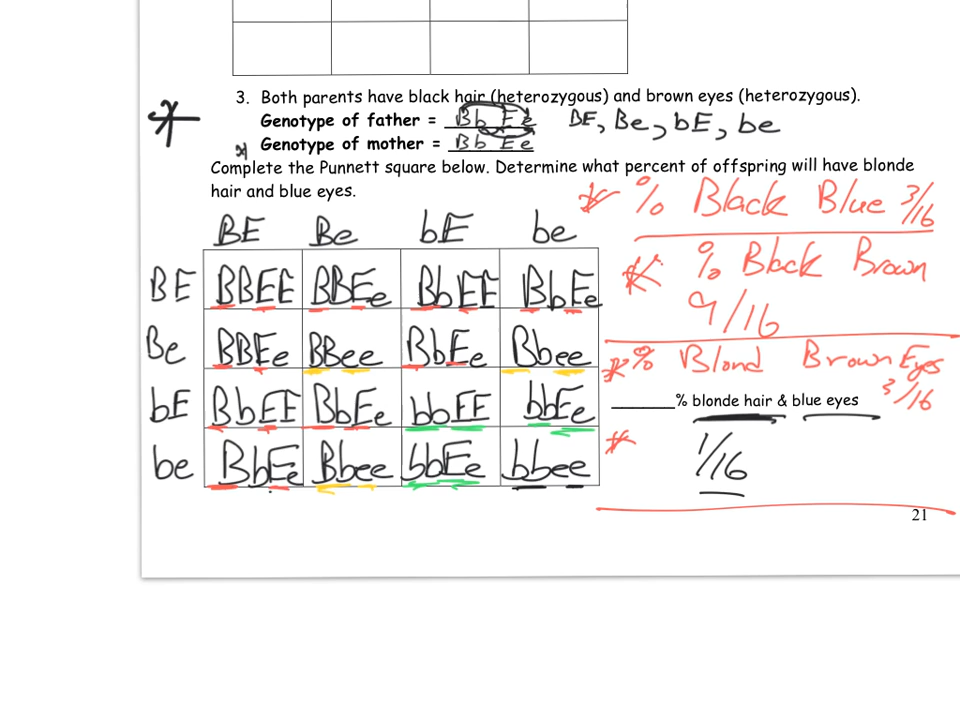 3. Both parents have black hair (heterozygous) and brown eyes (heterozygous).
Genotype of father = Bb Ee BE, Be, bE, be
Genotype of mother = Bb Ee
Complete the Punnett square below. Determine what percent of offspring will have blonde
hair and blue eyes.
% Black Blue 3/16
BE Be bE be
BE BBEE BBEe BbEE BbEe
% Black Brown
9/16
Be BBEe BBee BbEe Bbee
% Blond Brown Eyes
3/16
bE BbEE BbEe bbEE bbEe
______% blonde hair & blue eyes
be BbEe Bbee bbEe bbee
1/16
21